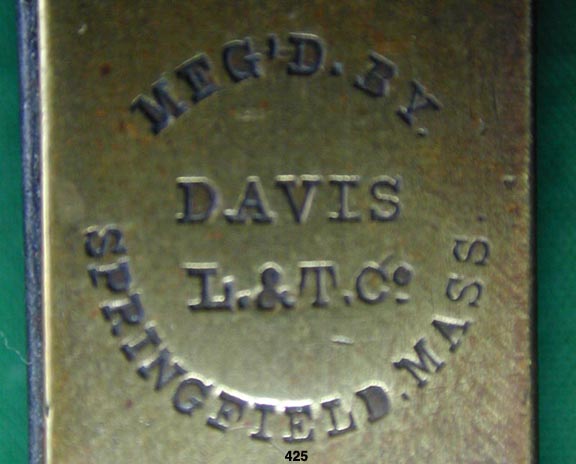 MFG'D. BY.
DAVIS
L.&T.Co
SPRINGFIELD. MASS.
425